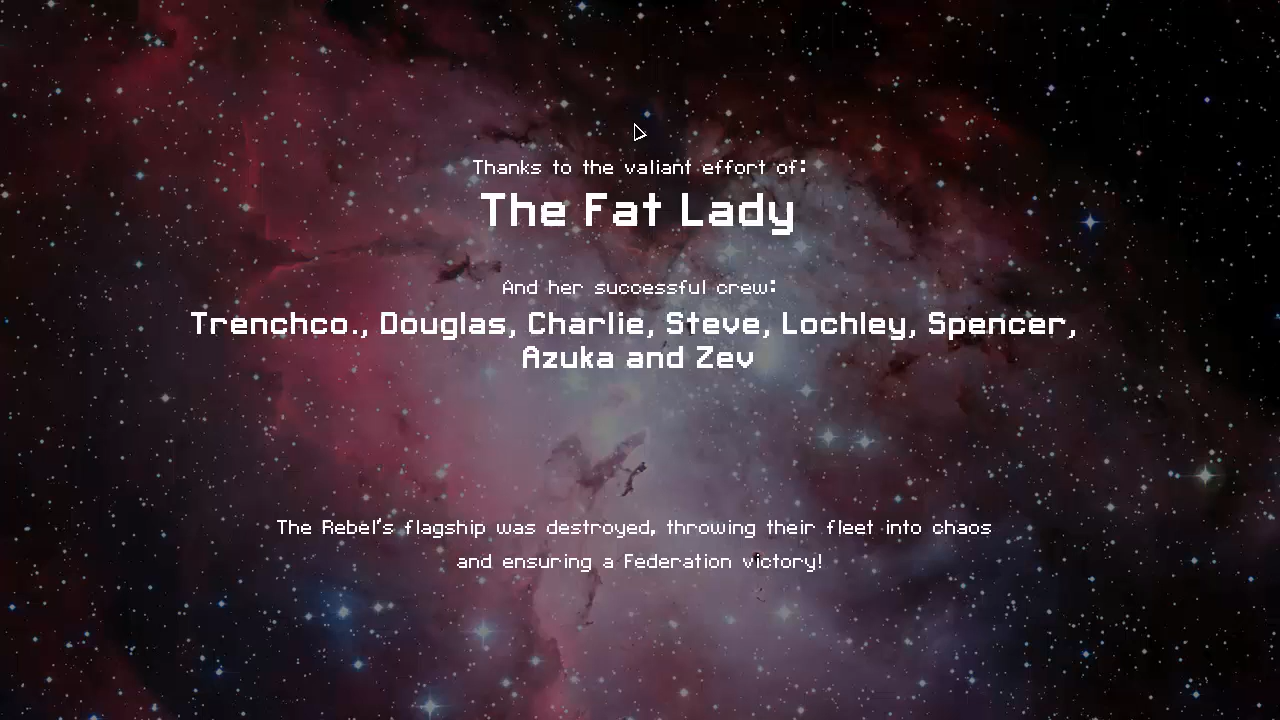 Thanks to the valiant effort of:
The Fat Lady
And her successful crew:
Trenchco., Douglas, Charlie, Steve, Lochley, Spencer,
Azuka and Zev
The Rebel's flagship was destroyed, throwing their fleet into chaos
and ensuring a Federation victory!